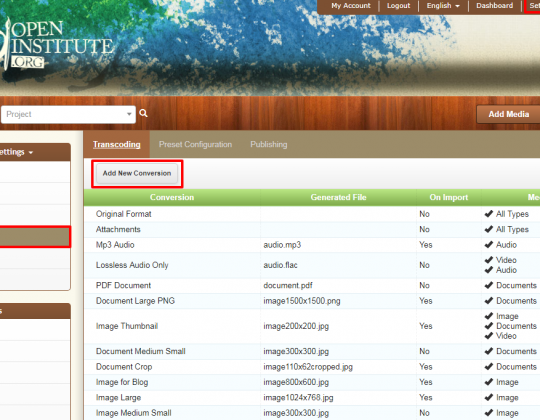 My Account Logout English Dashboard Set
OPEN
INSTITUTE
.ORG
Project Add Media
ettings
Transcoding Preset Configuration Publishing
Add New Conversion
Conversion Generated File On Import Me
Original Format No All Types
Attachments No All Types
Mp3 Audio audio.mp3 Yes Audio
Lossless Audio Only audio.flac No Video
Audio
PDF Document document.pdf No Documents
Document Large PNG image1500x1500.png Yes Documents
Image Thumbnail image200x200.jpg Yes Image
Documents
Video
Document Medium Small image300x300.jpg No Documents
Document Crop image110x62cropped.jpg Yes Documents
Image for Blog image800x600.jpg Yes Image
Image Large image1024x768.jpg Yes Image
Image Medium Small image300x300.jpg No Image
s